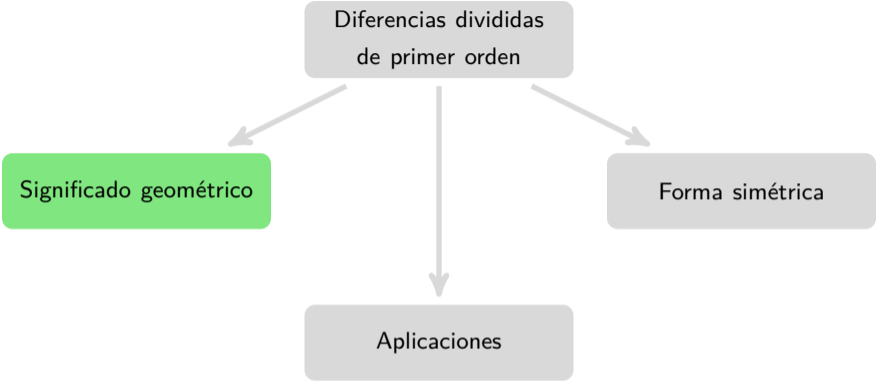 Diferencias divididas
de primer orden
Significado geométrico
Forma simétrica
Aplicaciones